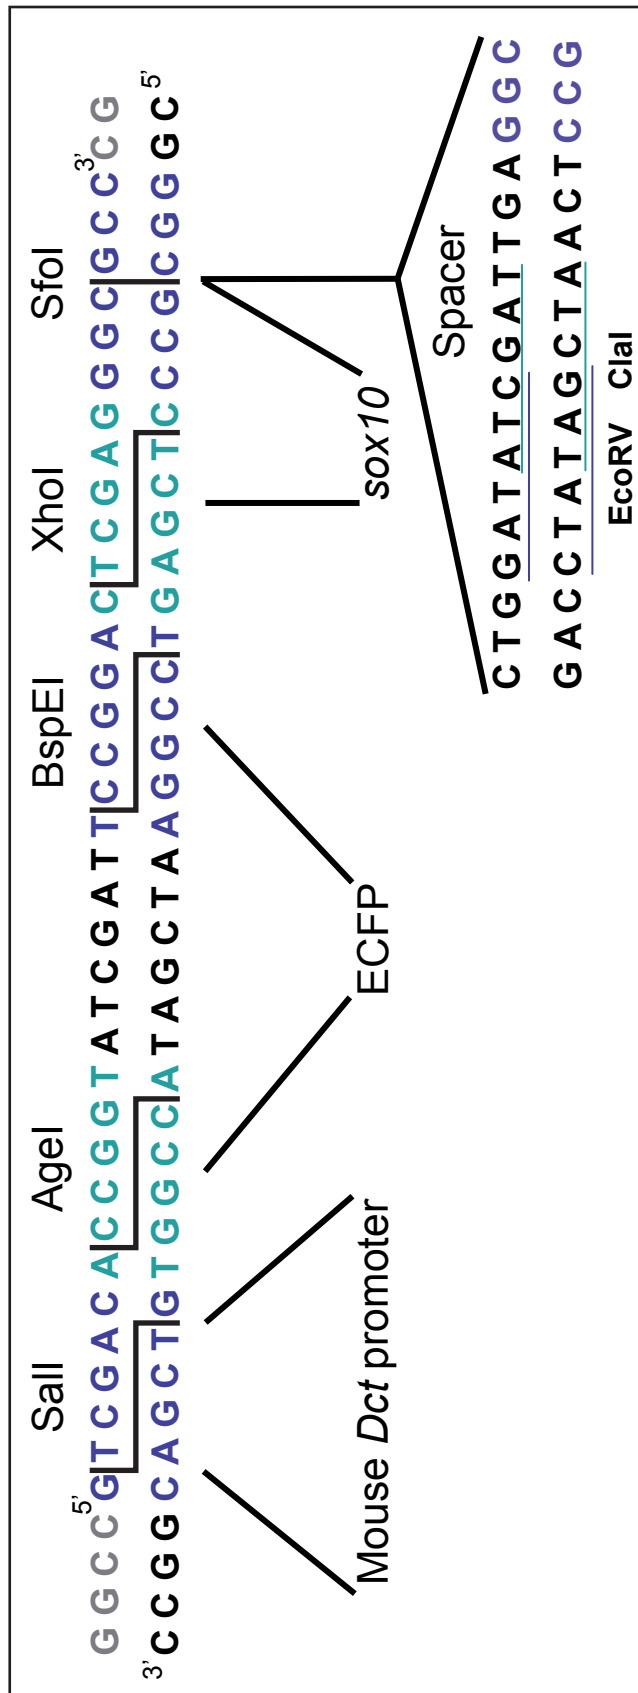 SalI AgeI BspEI XhoI SfoI
G G C C 5' G T C G A C A C C G G T A T C G A T T C C G G A C T C G A G G G C G C C 3' C G
3' C C G G C A G C T G T G G C C A T A G C T A A G G C C T G A G C T C C C G C G G G C 5'
Mouse Dct promoter
ECFP
sox10
Spacer
C T G G A T A T C G A T T G A G G C
G A C C T A T A G C T A A C T C C G
EcoRV ClaI